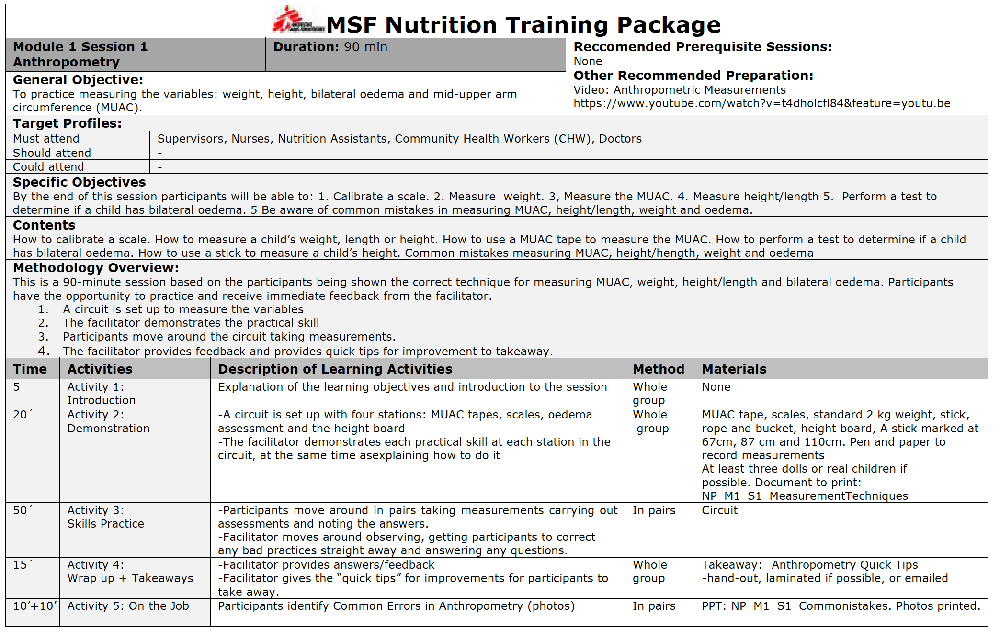 MSF Nutrition Training Package
Module 1 Session 1
Anthropometry
Duration: 90 min
Reccomended Prerequisite Sessions:
None
Other Recommended Preparation:
Video: Anthropometric Measurements
https://www.youtube.com/watch?v=t4dholcfl84&feature=youtu.be
General Objective:
To practice measuring the variables: weight, height, bilateral oedema and mid-upper arm
circumference (MUAC).
Target Profiles:
Must attend
Supervisors, Nurses, Nutrition Assistants, Community Health Workers (CHW), Doctors
Should attend
-
Could attend
-
Specific Objectives
By the end of this session participants will be able to: 1. Calibrate a scale. 2. Measure  weight. 3, Measure the MUAC. 4. Measure height/length 5.  Perform a test to
determine if a child has bilateral oedema. 5 Be aware of common mistakes in measuring MUAC, height/length, weight and oedema.
Contents
How to calibrate a scale. How to measure a child’s weight, length or height. How to use a MUAC tape to measure the MUAC. How to perform a test to determine if a child
has bilateral oedema. How to use a stick to measure a child’s height. Common mistakes measuring MUAC, height/hength, weight and oedema
Methodology Overview:
This is a 90-minute session based on the participants being shown the correct technique for measuring MUAC, weight, height/length and bilateral oedema. Participants
have the opportunity to practice and receive immediate feedback from the facilitator.
1. A circuit is set up to measure the variables
2. The facilitator demonstrates the practical skill
3. Participants move around the circuit taking measurements.
4. The facilitator provides feedback and provides quick tips for improvement to takeaway.
Time
Activities
Description of Learning Activities
Method
Materials
5
Activity 1:
Introduction
Explanation of the learning objectives and introduction to the session
Whole
group
None
20´
Activity 2:
Demonstration
-A circuit is set up with four stations: MUAC tapes, scales, oedema
assessment and the height board
-The facilitator demonstrates each practical skill at each station in the
circuit, at the same time asexplaining how to do it
Whole
group
MUAC tape, scales, standard 2 kg weight, stick,
rope and bucket, height board, A stick marked at
67cm, 87 cm and 110cm. Pen and paper to
record measurements
At least three dolls or real children if
possible. Document to print:
NP_M1_S1_MeasurementTechniques
50´
Activity 3:
Skills Practice
-Participants move around in pairs taking measurements carrying out
assessments and noting the answers.
-Facilitator moves around observing, getting participants to correct
any bad practices straight away and answering any questions.
In pairs
Circuit
15´
Activity 4:
Wrap up + Takeaways
-Facilitator provides answers/feedback
-Facilitator gives the “quick tips” for improvements for participants to
take away.
Whole
group
Takeaway:  Anthropometry Quick Tips
-hand-out, laminated if possible, or emailed
10’+10’
Activity 5: On the Job
Participants identify Common Errors in Anthropometry (photos)
In pairs
PPT: NP_M1_S1_Commonistakes. Photos printed.